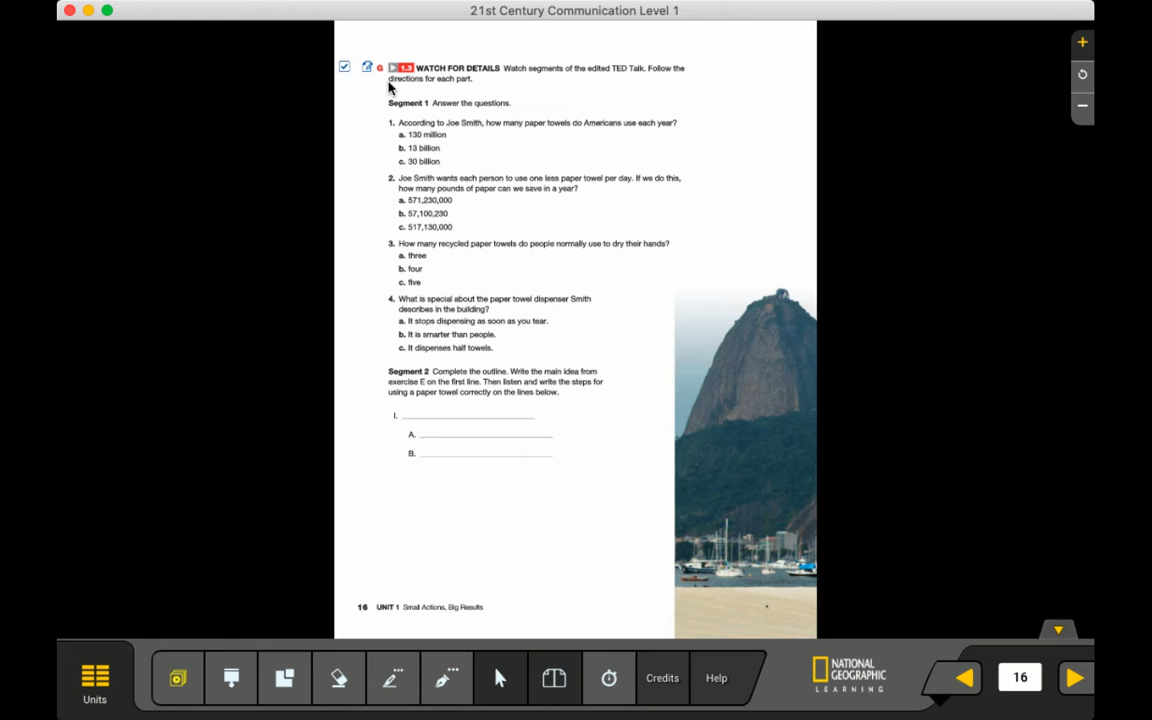 21st Century Communication Level 1
G 1.3 WATCH FOR DETAILS Watch segments of the edited TED Talk. Follow the
directions for each part.
Segment 1 Answer the questions.
1. According to Joe Smith, how many paper towels do Americans use each year?
a. 130 million
b. 13 billion
c. 30 billion
2. Joe Smith wants each person to use one less paper towel per day. If we do this,
how many pounds of paper can we save in a year?
a. 571,230,000
b. 57,100,230
c. 517,130,000
3. How many recycled paper towels do people normally use to dry their hands?
a. three
b. four
c. five
4. What is special about the paper towel dispenser Smith
describes in the building?
a. It stops dispensing as soon as you tear.
b. It is smarter than people.
c. It dispenses half towels.
Segment 2 Complete the outline. Write the main idea from
exercise E on the first line. Then listen and write the steps for
using a paper towel correctly on the lines below.
I.
A.
B.
16 UNIT 1 Small Actions, Big Results
Units
Credits
Help
NATIONAL
GEOGRAPHIC
LEARNING
16